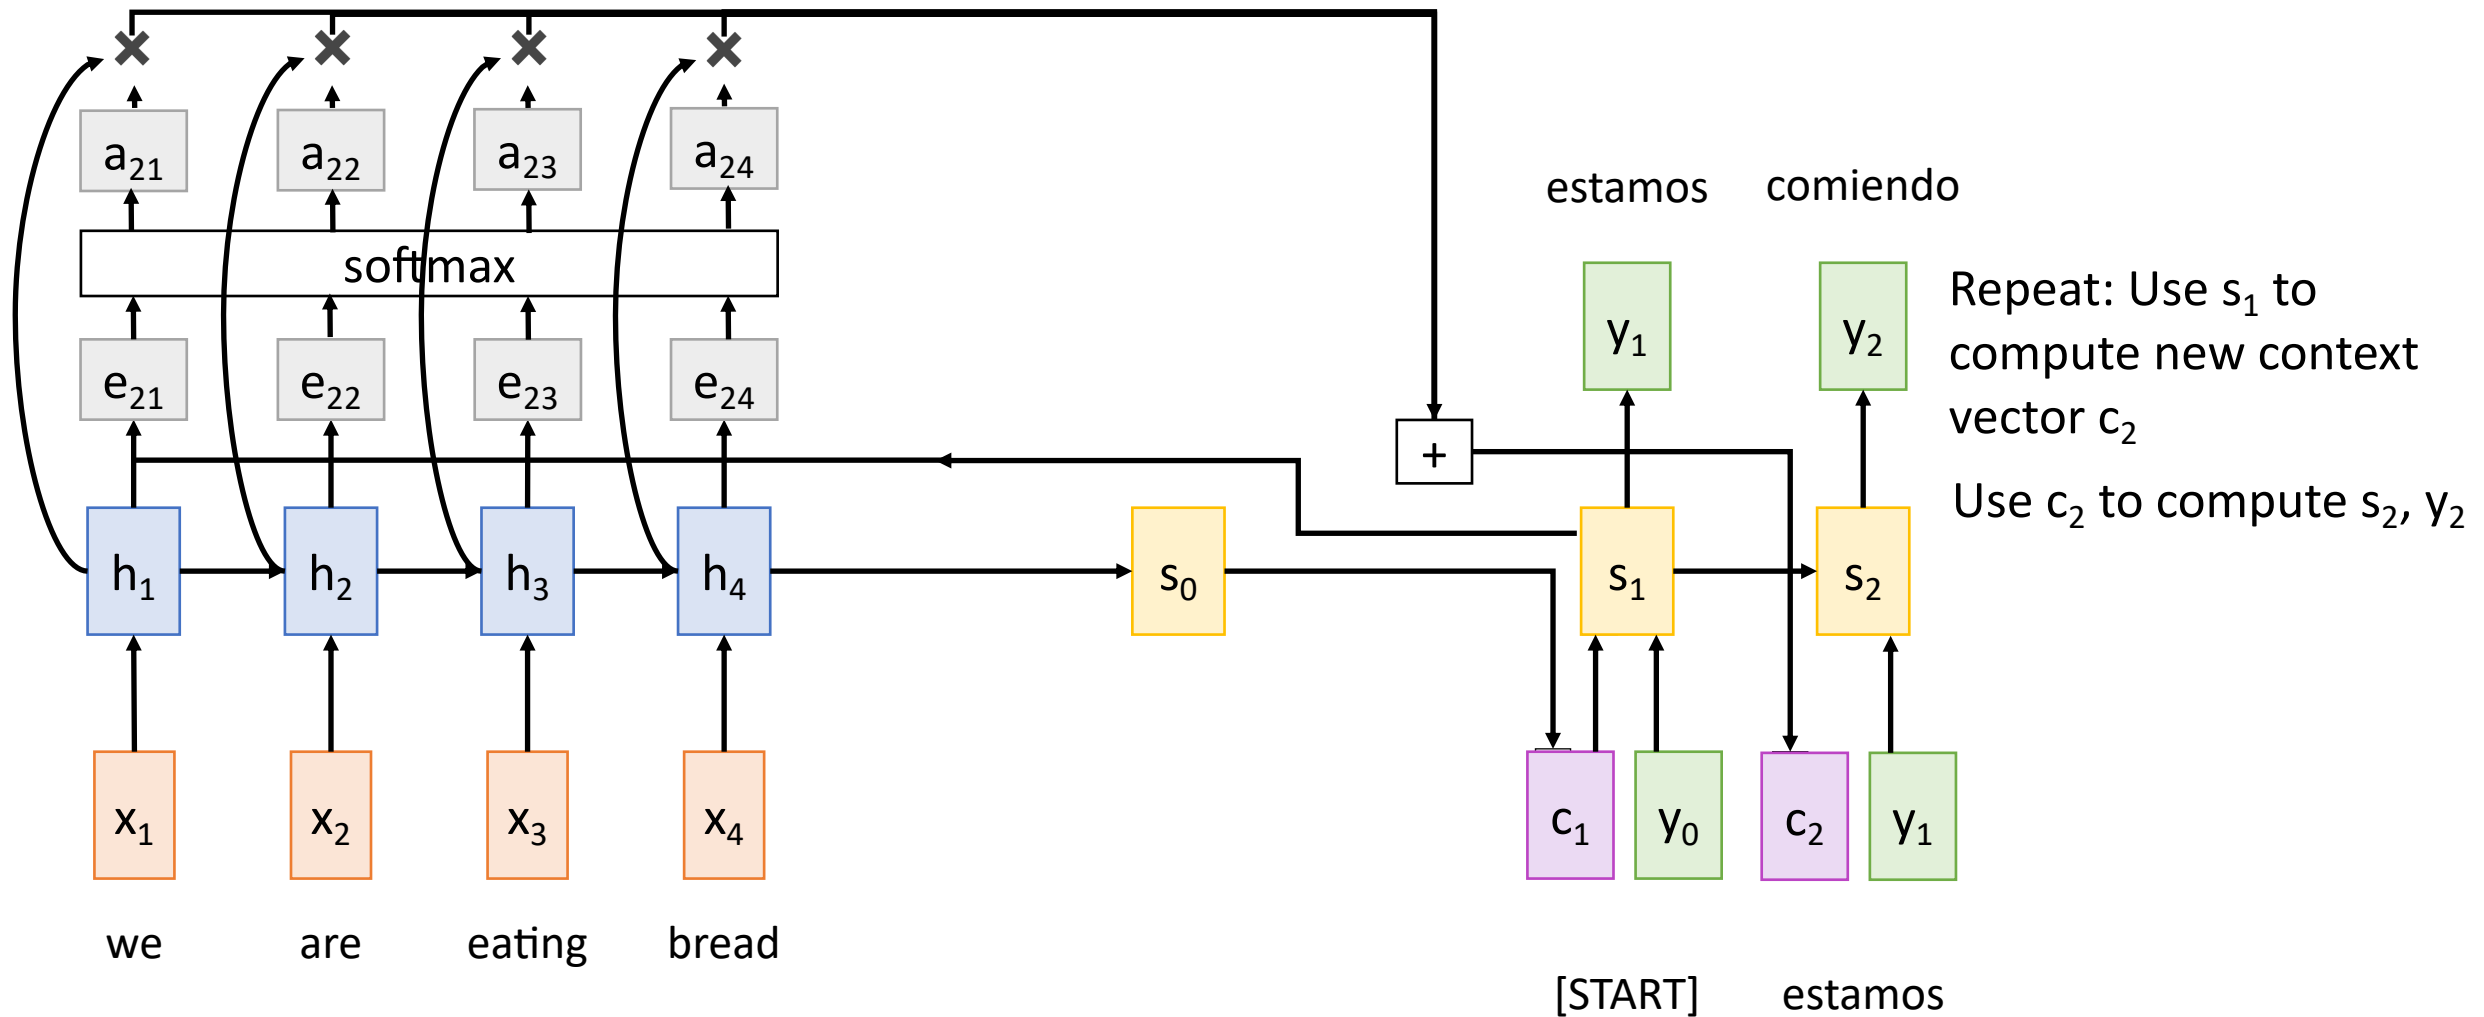 a₂₁ a₂₂ a₂₃ a₂₄
softmax
e₂₁ e₂₂ e₂₃ e₂₄
h₁ h₂ h₃ h₄
x₁ x₂ x₃ x₄
we are eating bread
s₀
+
estamos comiendo
y₁ y₂
s₁ s₂
c₁ y₀ c₂ y₁
[START] estamos
Repeat: Use s₁ to
compute new context
vector c₂
Use c₂ to compute s₂, y₂